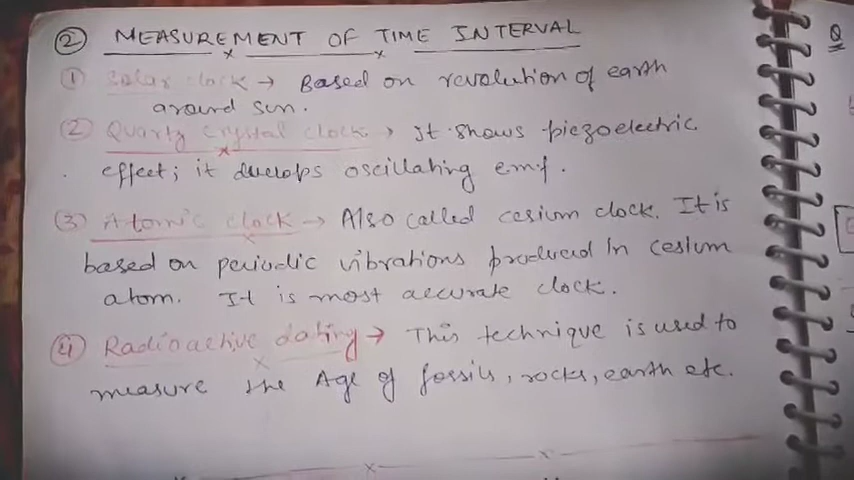 ② MEASUREMENT OF TIME INTERVAL
① Solar clock → Based on revolution of earth
around sun.
② Quartz crystal clock → It shows piezoelectric
effect; it develops oscillating emf.
③ Atomic clock → Also called cesium clock. It is
based on periodic vibrations produced in cesium
atom. It is most accurate clock.
④ Radioactive dating → This technique is used to
measure the Age of fossils, rocks, earth etc.
Q